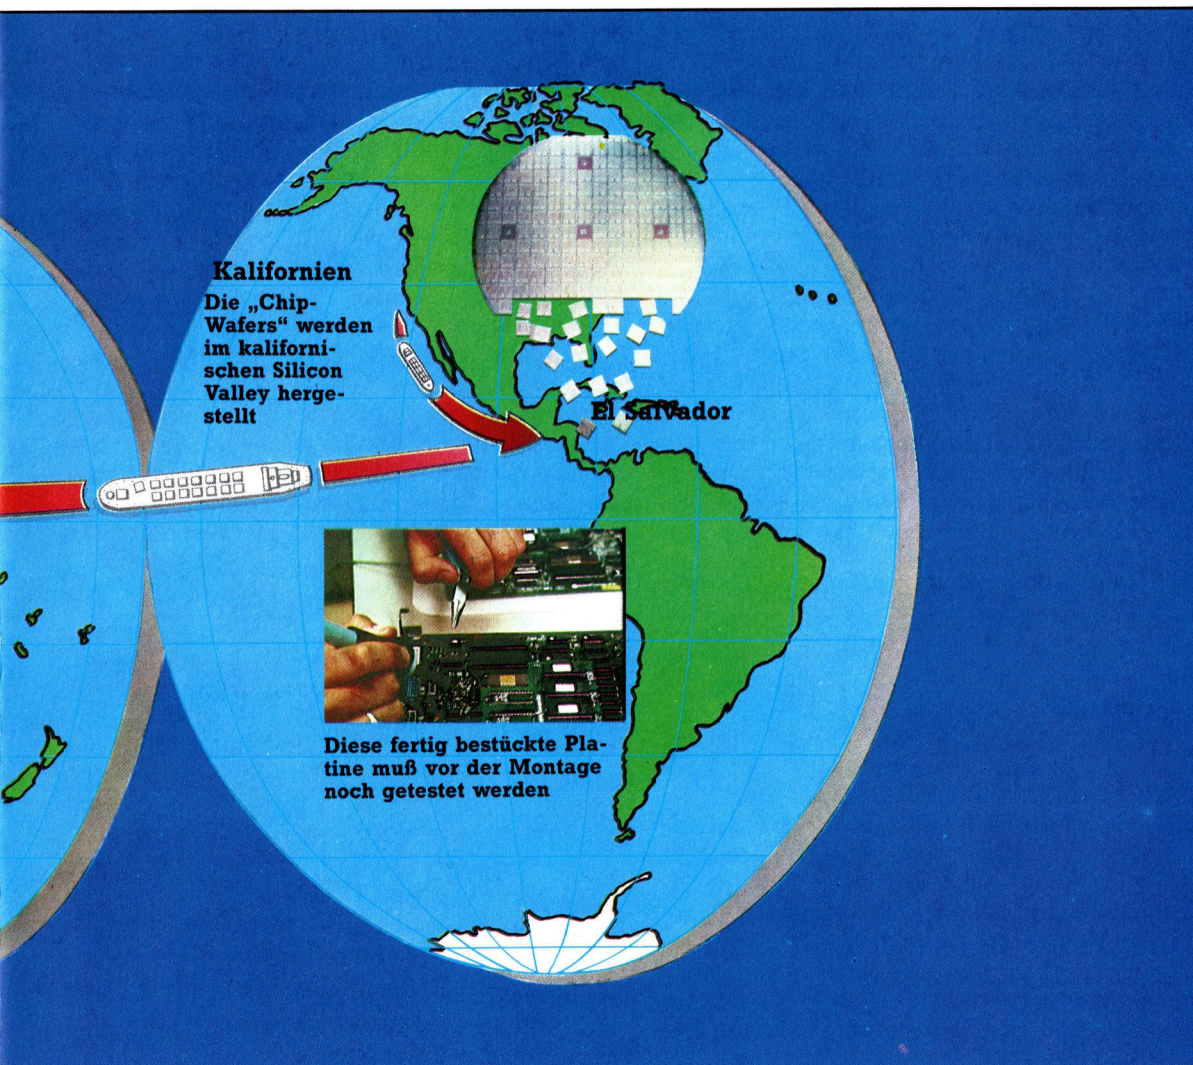 Kalifornien
Die „Chip-
Wafers“ werden
im kaliforni-
schen Silicon
Valley herge-
stellt
El Salvador
Diese fertig bestückte Pla-
tine muß vor der Montage
noch getestet werden